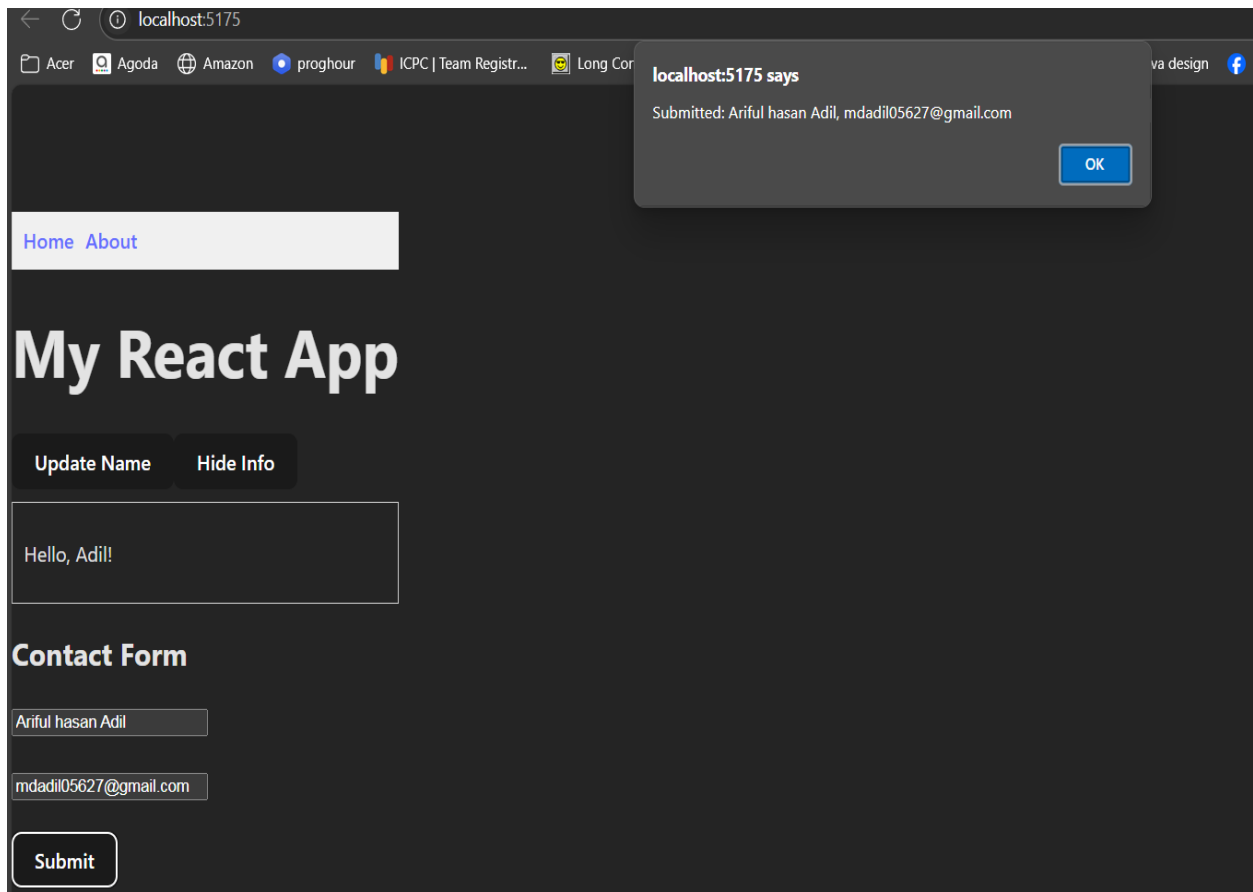 localhost:5175
Acer Agoda Amazon proghour ICPC | Team Registr... Long Cor va design
localhost:5175 says
Submitted: Ariful hasan Adil, mdadil05627@gmail.com
OK
Home About
My React App
Update Name Hide Info
Hello, Adil!
Contact Form
Ariful hasan Adil
mdadil05627@gmail.com
Submit